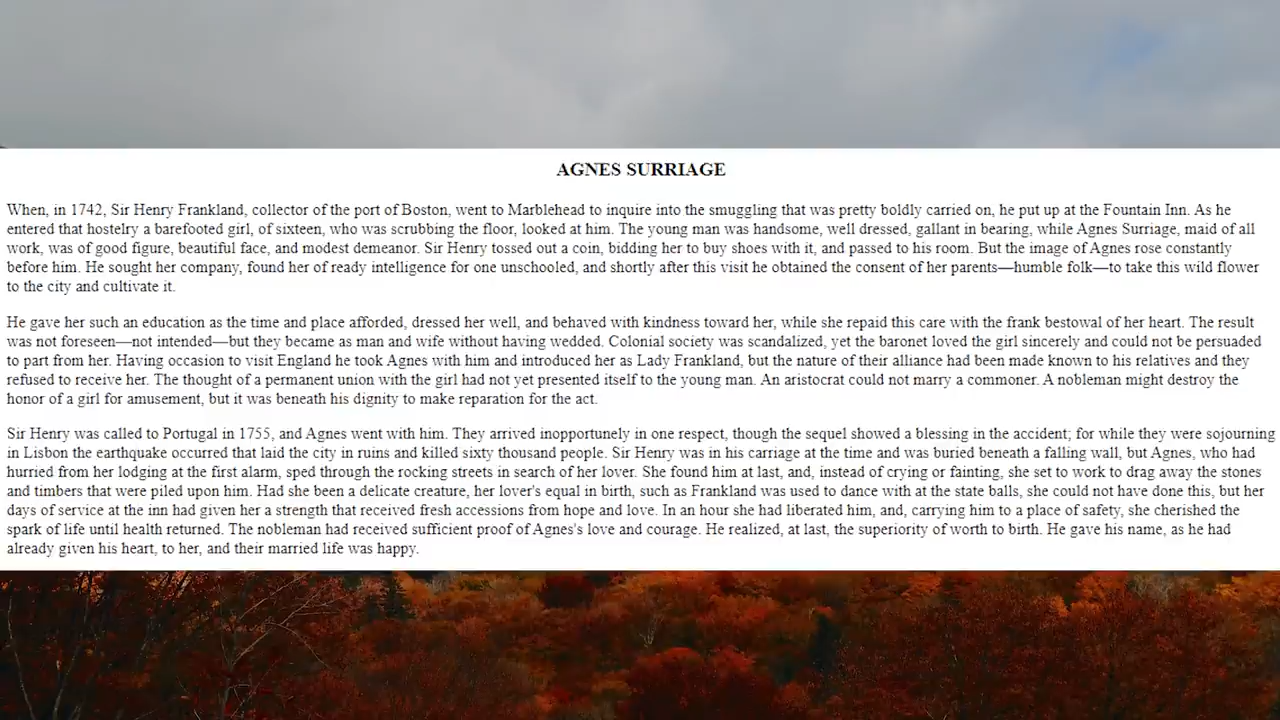 AGNES SURRIAGE
When, in 1742, Sir Henry Frankland, collector of the port of Boston, went to Marblehead to inquire into the smuggling that was pretty boldly carried on, he put up at the Fountain Inn. As he
entered that hostelry a barefooted girl, of sixteen, who was scrubbing the floor, looked at him. The young man was handsome, well dressed, gallant in bearing, while Agnes Surriage, maid of all
work, was of good figure, beautiful face, and modest demeanor. Sir Henry tossed out a coin, bidding her to buy shoes with it, and passed to his room. But the image of Agnes rose constantly
before him. He sought her company, found her of ready intelligence for one unschooled, and shortly after this visit he obtained the consent of her parents—humble folk—to take this wild flower
to the city and cultivate it.
He gave her such an education as the time and place afforded, dressed her well, and behaved with kindness toward her, while she repaid this care with the frank bestowal of her heart. The result
was not foreseen—not intended—but they became as man and wife without having wedded. Colonial society was scandalized, yet the baronet loved the girl sincerely and could not be persuaded
to part from her. Having occasion to visit England he took Agnes with him and introduced her as Lady Frankland, but the nature of their alliance had been made known to his relatives and they
refused to receive her. The thought of a permanent union with the girl had not yet presented itself to the young man. An aristocrat could not marry a commoner. A nobleman might destroy the
honor of a girl for amusement, but it was beneath his dignity to make reparation for the act.
Sir Henry was called to Portugal in 1755, and Agnes went with him. They arrived inopportunely in one respect, though the sequel showed a blessing in the accident; for while they were sojourning
in Lisbon the earthquake occurred that laid the city in ruins and killed sixty thousand people. Sir Henry was in his carriage at the time and was buried beneath a falling wall, but Agnes, who had
hurried from her lodging at the first alarm, sped through the rocking streets in search of her lover. She found him at last, and, instead of crying or fainting, she set to work to drag away the stones
and timbers that were piled upon him. Had she been a delicate creature, her lover's equal in birth, such as Frankland was used to dance with at the state balls, she could not have done this, but her
days of service at the inn had given her a strength that received fresh accessions from hope and love. In an hour she had liberated him, and, carrying him to a place of safety, she cherished the
spark of life until health returned. The nobleman had received sufficient proof of Agnes's love and courage. He realized, at last, the superiority of worth to birth. He gave his name, as he had
already given his heart, to her, and their married life was happy.